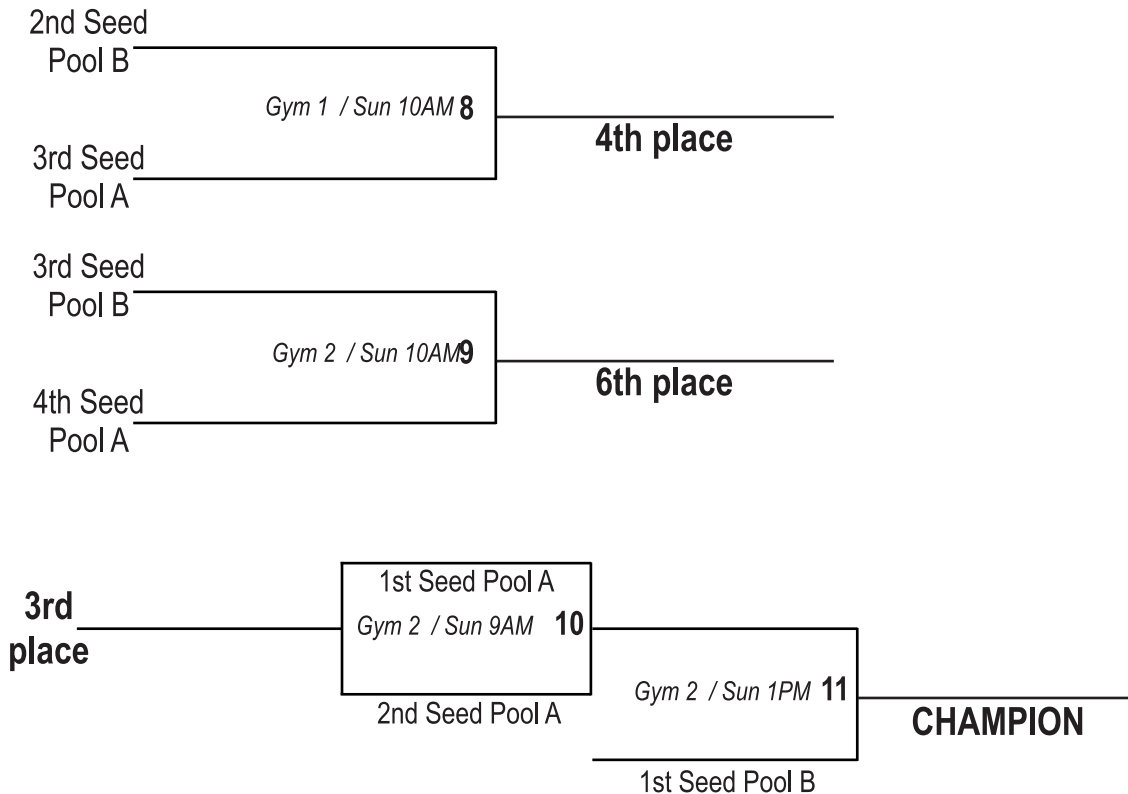 2nd Seed
Pool B
Gym 1 / Sun 10AM 8
4th place
3rd Seed
Pool A
3rd Seed
Pool B
Gym 2 / Sun 10AM 9
6th place
4th Seed
Pool A
1st Seed Pool A
3rd
place
Gym 2 / Sun 9AM 10
2nd Seed Pool A
Gym 2 / Sun 1PM 11
CHAMPION
1st Seed Pool B